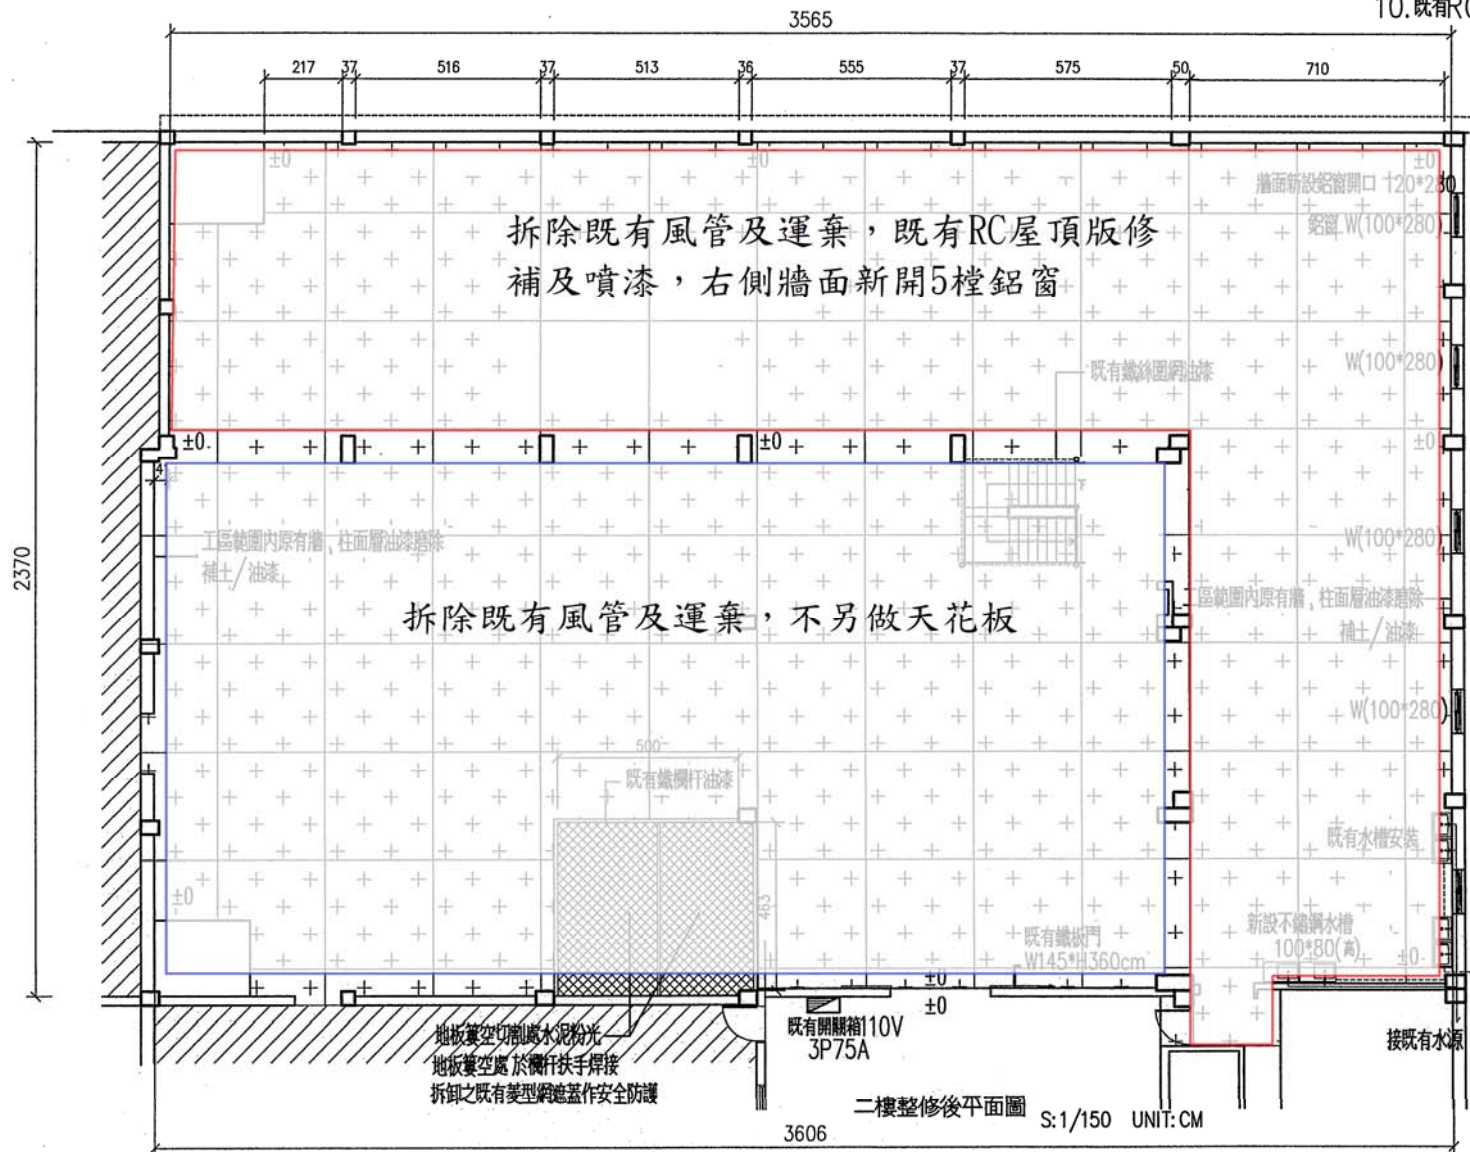 10.既有RC
3565
217 37 516 37 513 36 555 37 575 50 710
±0 ±0 ±0
牆面新設鋁窗開口 120*280
鋁窗.W(100*280)
拆除既有風管及運棄，既有RC屋頂版修
補及噴漆，右側牆面新開5樘鋁窗
W(100*280)
既有鐵絲圍網油漆
±0 ±0 ±0
4
2370
工區範圍內原有牆，柱面層油漆磨除
補土/油漆
W(100*280)
拆除既有風管及運棄，不另做天花板
工區範圍內原有牆，柱面層油漆磨除
補土/油漆
W(100*280)
500
既有鐵欄杆油漆
既有水槽安裝
±0
463
新設不鏽鋼水槽
100*80(高)
±0
既有鐵板門
W145*H360cm
±0
±0
地板簍空切割處水泥粉光
地板簍空處 於欄杆扶手焊接
拆卸之既有菱型網遮蓋作安全防護
既有開關箱110V
3P75A
接既有水源
二樓整修後平面圖 S:1/150 UNIT:CM
3606